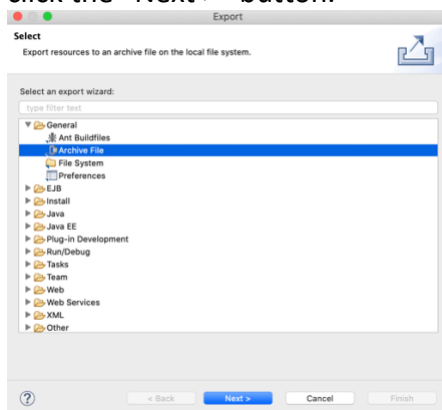 click the "Next >" button.
Export
Select
Export resources to an archive file on the local file system.
Select an export wizard:
type filter text
General
Ant Buildfiles
Archive File
File System
Preferences
EJB
Install
Java
Java EE
Plug-in Development
Run/Debug
Tasks
Team
Web
Web Services
XML
Other
? < Back Next > Cancel Finish